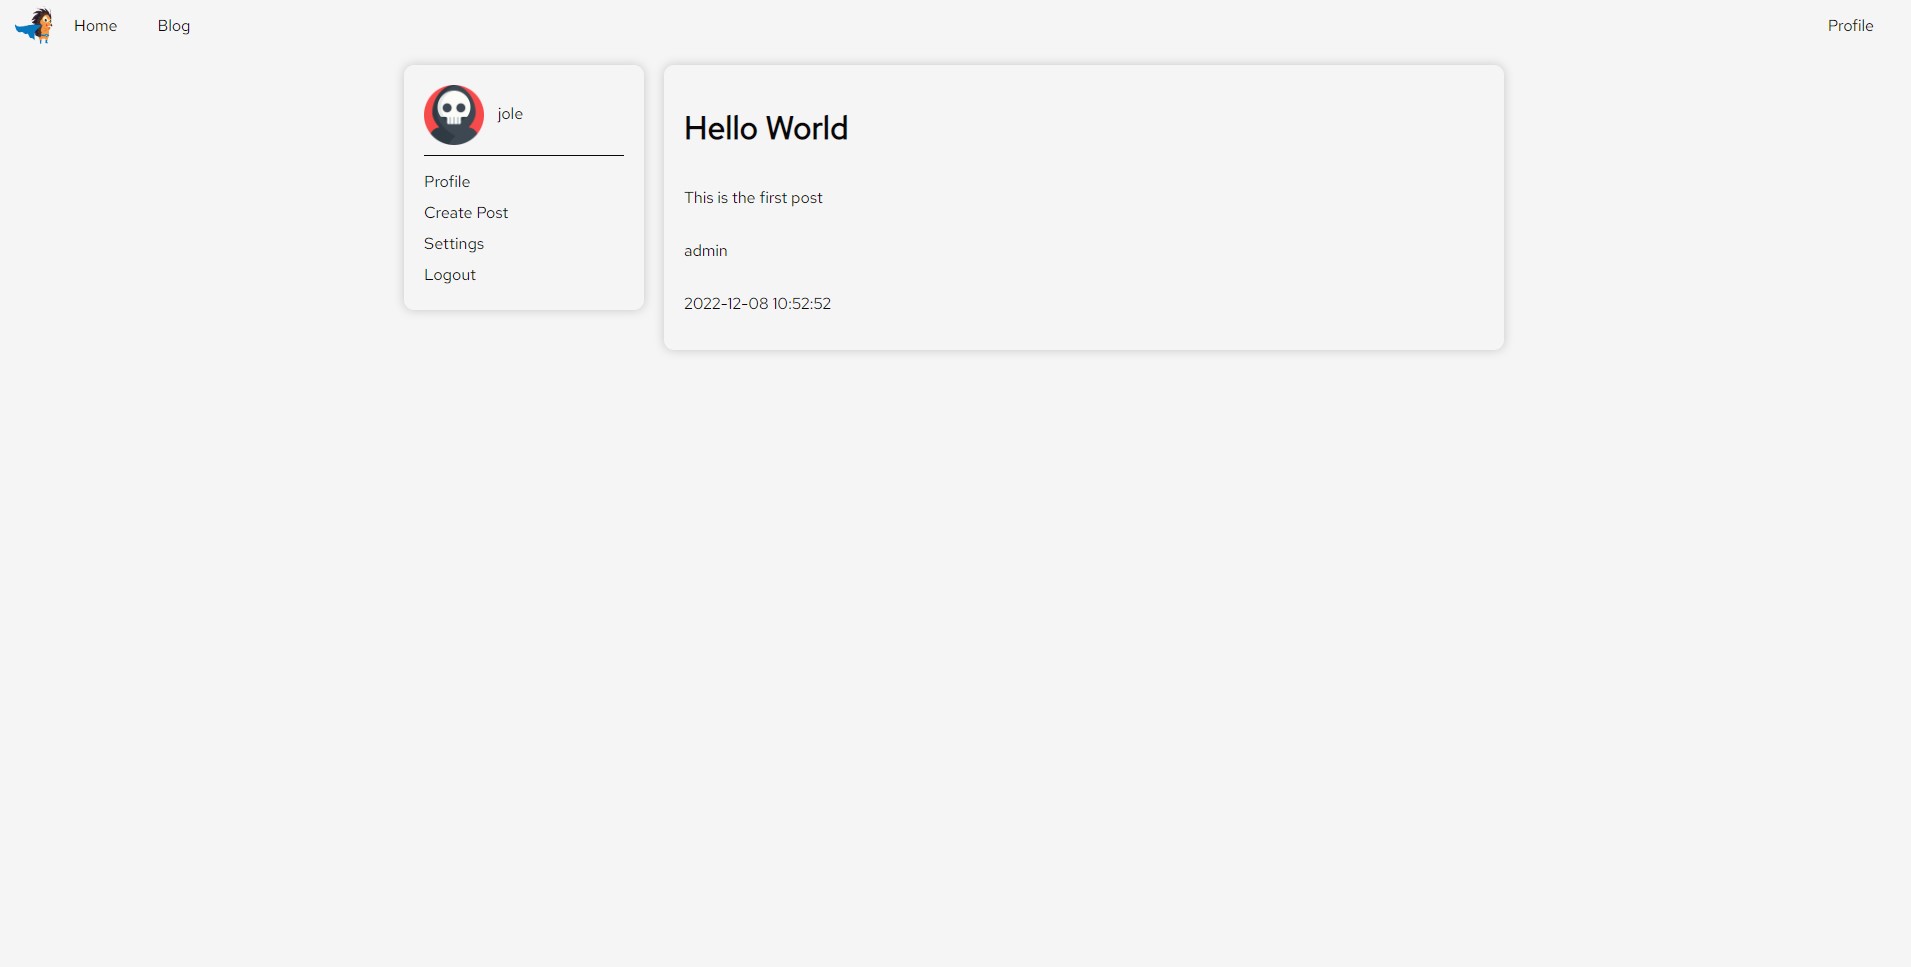 Home Blog Profile
jole
Profile
Create Post
Settings
Logout
Hello World
This is the first post
admin
2022-12-08 10:52:52